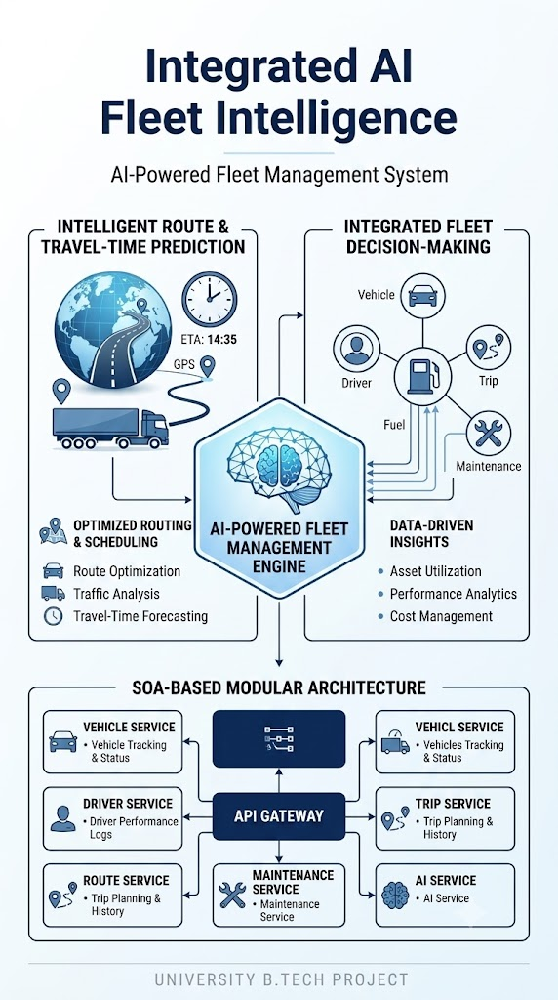 Integrated AI
Fleet Intelligence
AI-Powered Fleet Management System
INTELLIGENT ROUTE &
TRAVEL-TIME PREDICTION
ETA: 14:35
GPS
INTEGRATED FLEET
DECISION-MAKING
Vehicle
Driver
Trip
Fuel
Maintenance
AI-POWERED FLEET
MANAGEMENT
ENGINE
OPTIMIZED ROUTING
& SCHEDULING
Route Optimization
Traffic Analysis
Travel-Time Forecasting
DATA-DRIVEN
INSIGHTS
• Asset Utilization
• Performance Analytics
• Cost Management
SOA-BASED MODULAR ARCHITECTURE
VEHICLE SERVICE
• Vehicle Tracking
& Status
VEHICL SERVICE
• Vehicles Tracking
& Status
DRIVER SERVICE
• Driver Performance
Logs
API GATEWAY
TRIP SERVICE
• Trip Planning &
History
ROUTE SERVICE
• Trip Planning &
History
MAINTENANCE
SERVICE
• Maintenance
Service
AI SERVICE
• AI Service
UNIVERSITY B.TECH PROJECT